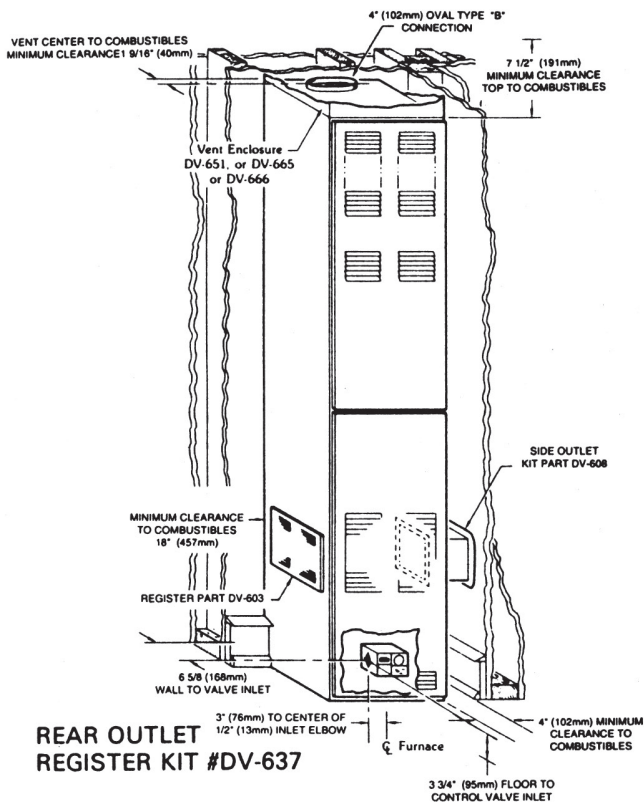 4" (102mm) OVAL TYPE "B"
CONNECTION
VENT CENTER TO COMBUSTIBLES
MINIMUM CLEARANCE1 9/16" (40mm)
7 1/2" (191mm)
MINIMUM CLEARANCE
TOP TO COMBUSTIBLES
Vent Enclosure
DV-651, or DV-665
or DV-666
SIDE OUTLET
KIT PART DV-608
MINIMUM CLEARANCE
TO COMBUSTIBLES
18" (457mm)
REGISTER PART DV-603
6 5/8 (168mm)
WALL TO VALVE INLET
3" (76mm) TO CENTER OF
1/2" (13mm) INLET ELBOW
℄ Furnace
4" (102mm) MINIMUM
CLEARANCE TO
COMBUSTIBLES
REAR OUTLET
REGISTER KIT #DV-637
3 3/4" (95mm) FLOOR TO
CONTROL VALVE INLET